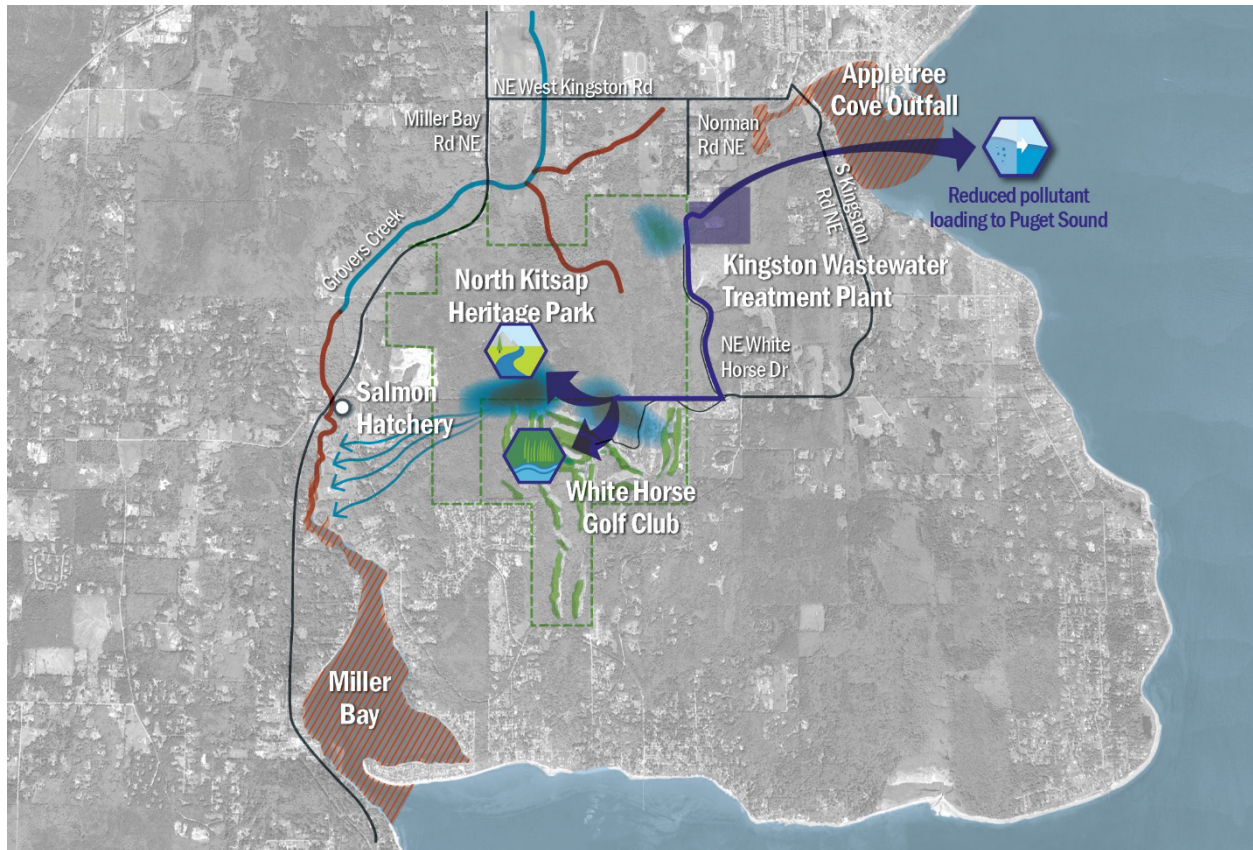 Appletree
Cove Outfall
NE West Kingston Rd
Miller Bay
Rd NE
Norman
Rd NE
S Kingston
Rd NE
Reduced pollutant
loading to Puget Sound
Grovers Creek
North Kitsap
Heritage Park
Kingston Wastewater
Treatment Plant
NE White
Horse Dr
Salmon
Hatchery
White Horse
Golf Club
Miller
Bay